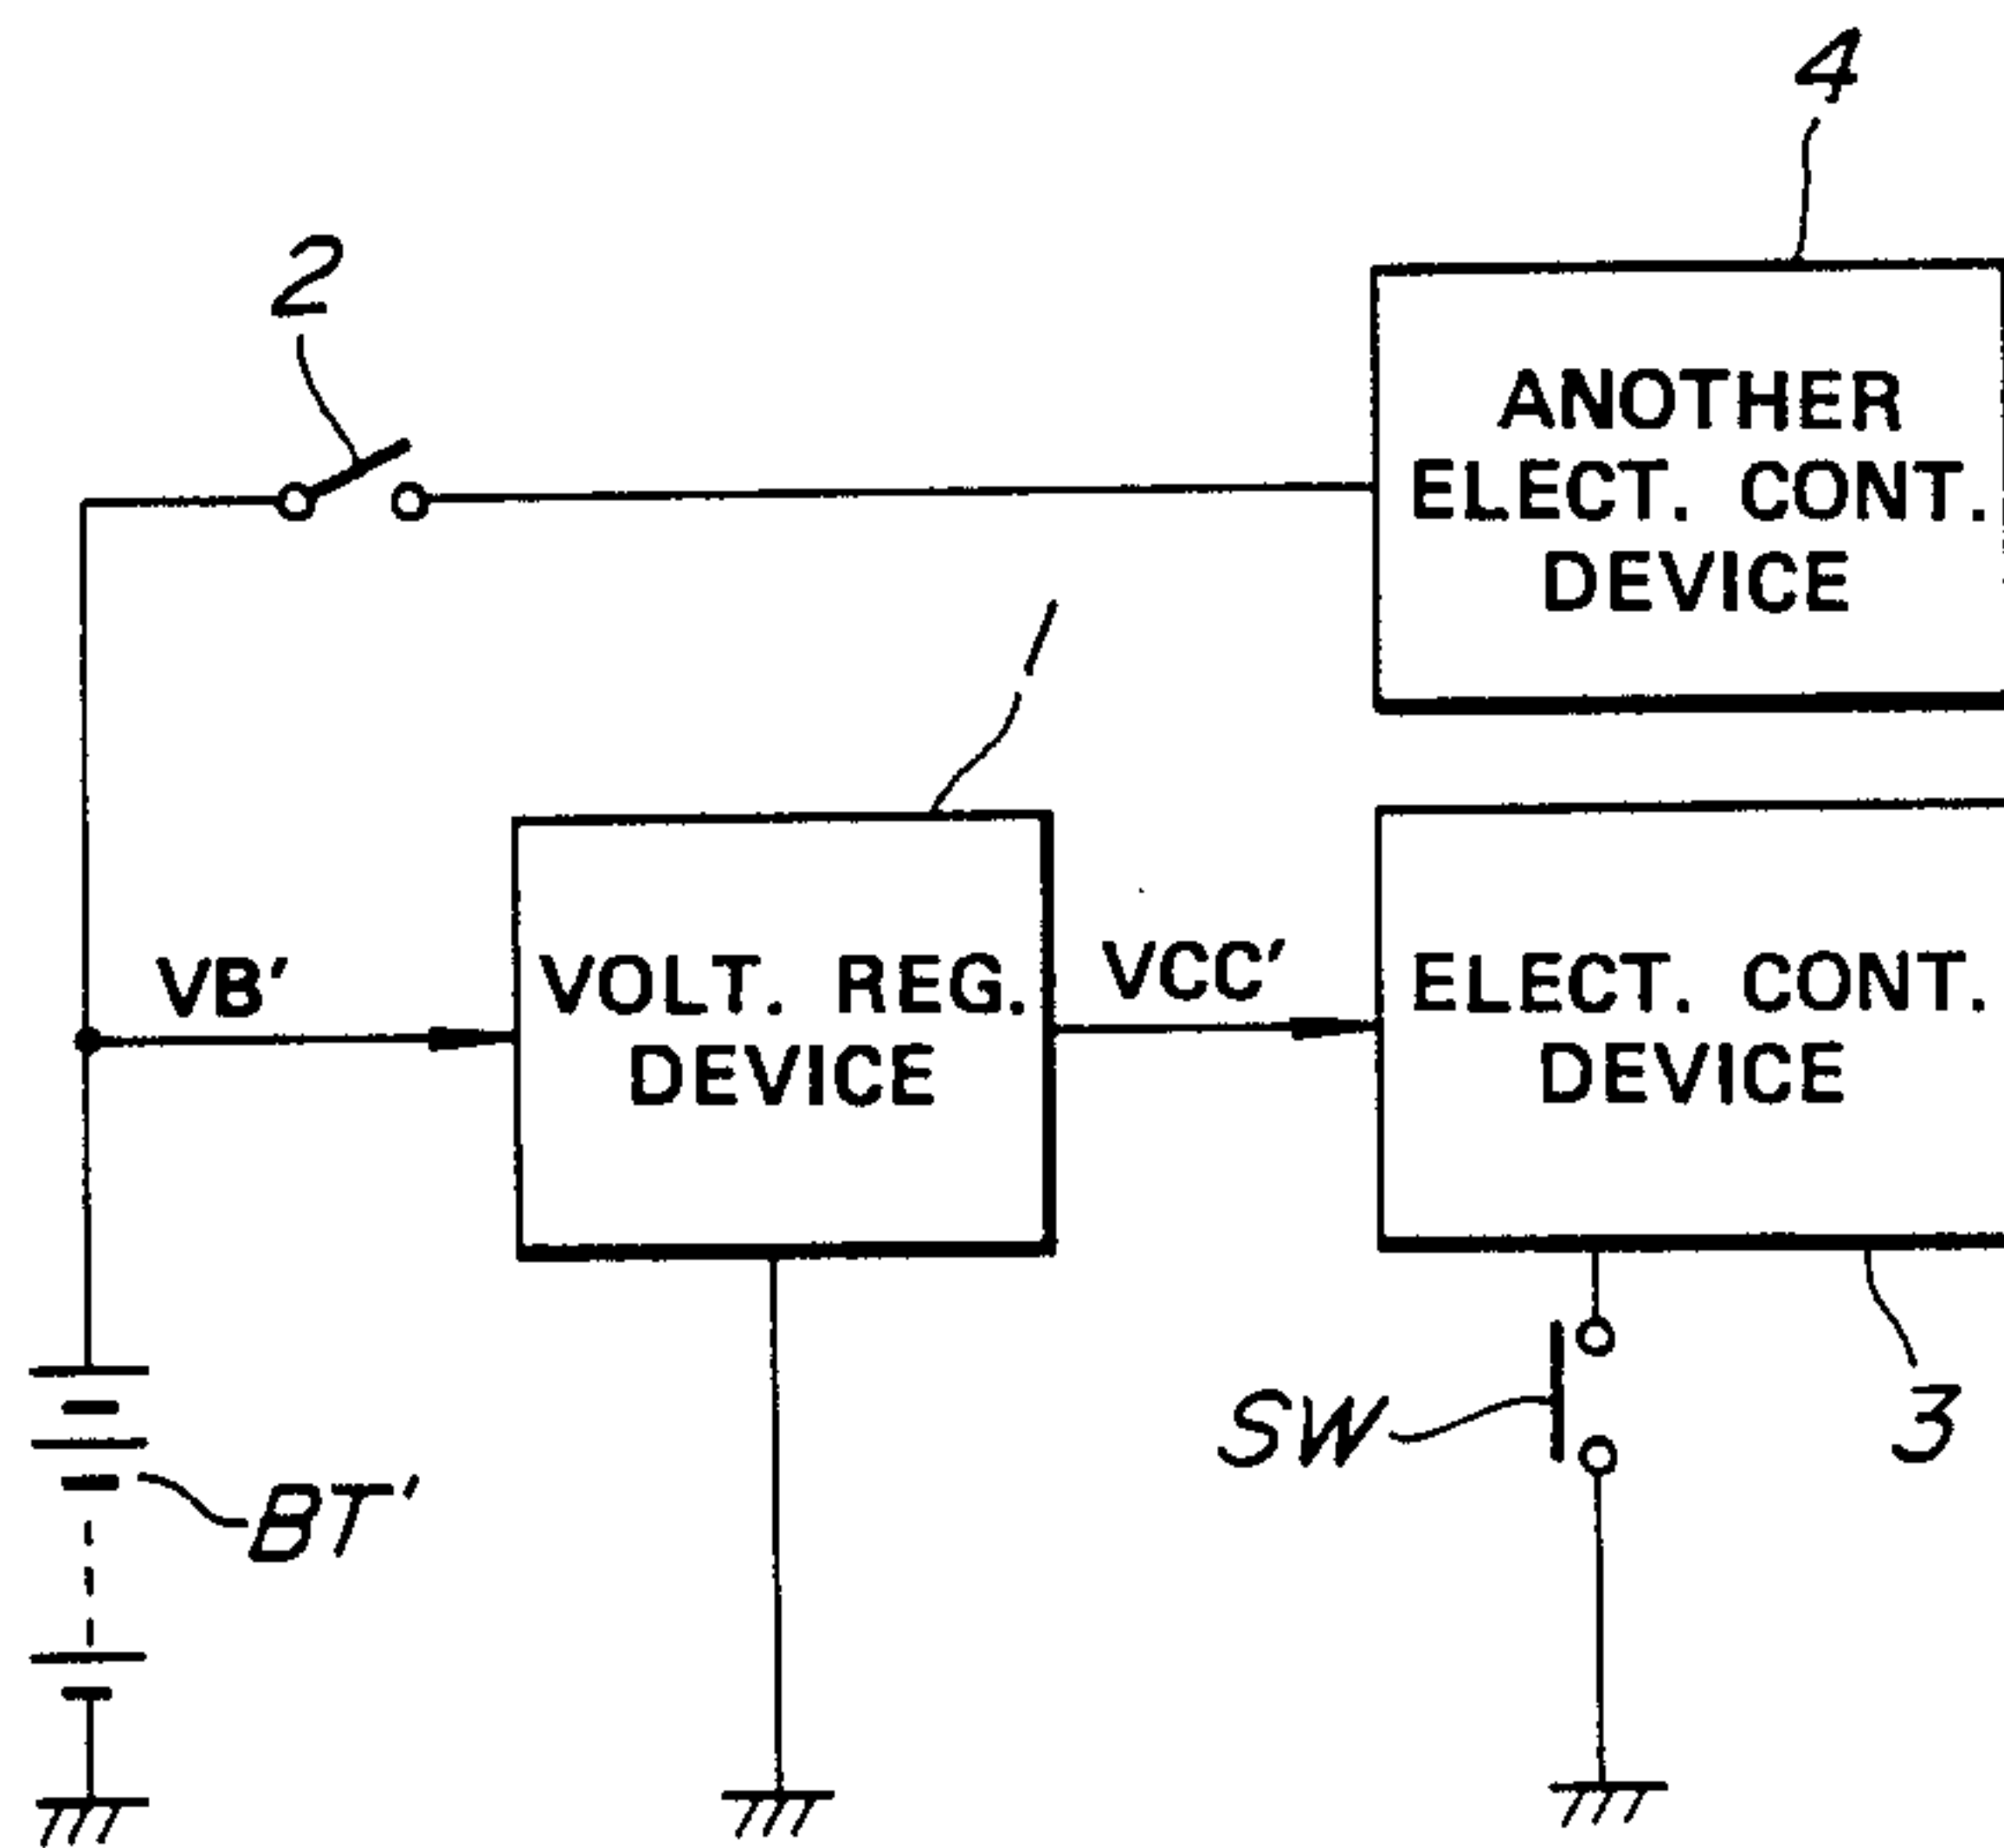 4
2
ANOTHER
ELECT. CONT.
DEVICE
1
VB'
VOLT. REG.
DEVICE
VCC'
ELECT. CONT.
DEVICE
SW
3
BT'